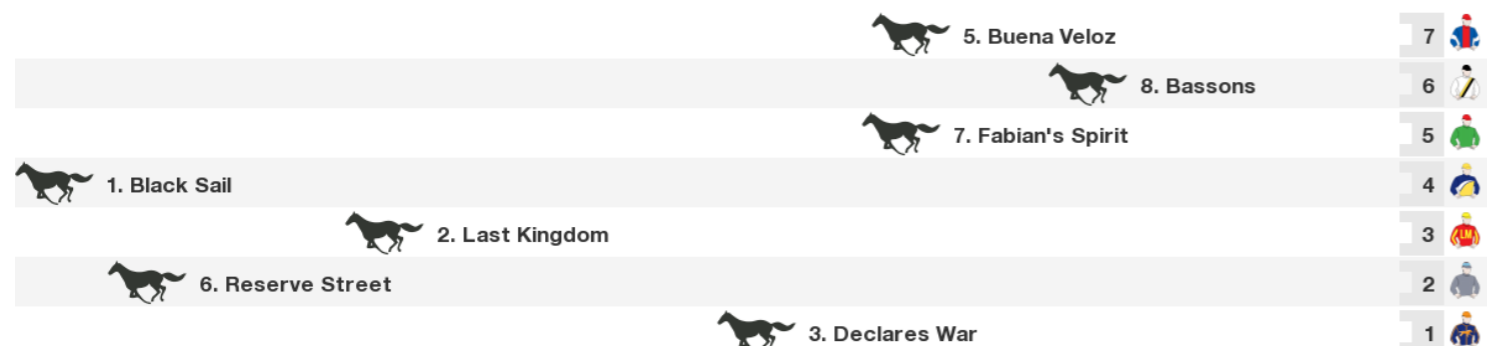 5. Buena Veloz 7
8. Bassons 6
7. Fabian's Spirit 5
1. Black Sail 4
2. Last Kingdom 3
6. Reserve Street 2
3. Declares War 1